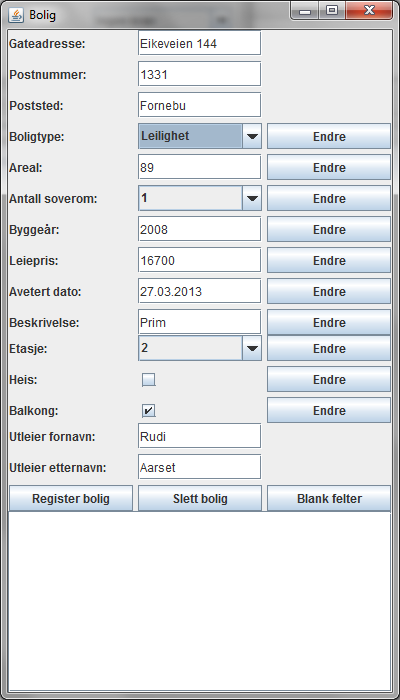 Bolig
Gateadresse: Eikeveien 144
Postnummer: 1331
Poststed: Fornebu
Boligtype: Leilighet Endre
Areal: 89 Endre
Antall soverom: 1 Endre
Byggeår: 2008 Endre
Leiepris: 16700 Endre
Avetert dato: 27.03.2013 Endre
Beskrivelse: Prim Endre
Etasje: 2 Endre
Heis: Endre
Balkong: Endre
Utleier fornavn: Rudi
Utleier etternavn: Aarset
Register bolig Slett bolig Blank felter